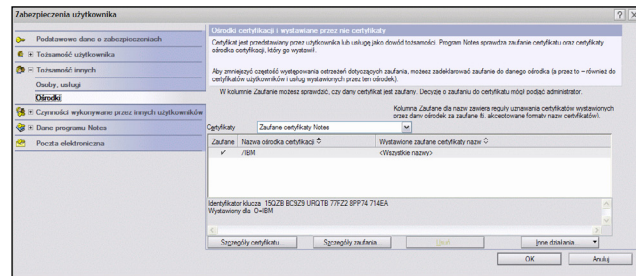 Zabezpieczenia użytkownika
Podstawowe dane o zabezpieczeniach
Tożsamość użytkownika
Tożsamość innych
Osoby, usługi
Ośrodki
Czynności wykonywane przez innych użytkowników
Dane programu Notes
Poczta elektroniczna
Ośrodki certyfikacji i wystawiane przez nie certyfikaty
Certyfikat jest przedstawiany przez użytkownika lub usługę jako dowód tożsamości. Program Notes sprawdza zaufanie certyfikatu oraz certyfikaty
ośrodka certyfikacji, który go wystawił.
Aby zmniejszyć częstość występowania ostrzeżeń dotyczących zaufania, możesz zadeklarować zaufanie do danego ośrodka (a przez to – również do
certyfikatów użytkowników i usług wystawionych przez ten ośrodek).
W kolumnie Zaufane możesz sprawdzić, czy dany certyfikat jest zaufany. Decyzję o zaufaniu do certyfikatu mógł podjąć administrator.
Kolumna Zaufane dla nazw zawiera reguły uznawania certyfikatów wystawionych
przez dany ośrodek za zaufane (tj. akceptowane formaty nazw certyfikatów).
Certyfikaty
Zaufane certyfikaty Notes
Zaufane
Nazwa ośrodka certyfikacji
Wystawione zaufane certyfikaty nazw
/IBM
<Wszystkie nazwy>
Identyfikator klucza 15QZB BC9Z9 URQTB 77FZ2 8PP74 714EA
Wystawiony dla O=IBM
Szczegóły certyfikatu
Szczegóły zaufania
Usuń
Inne działania...
OK
Anuluj